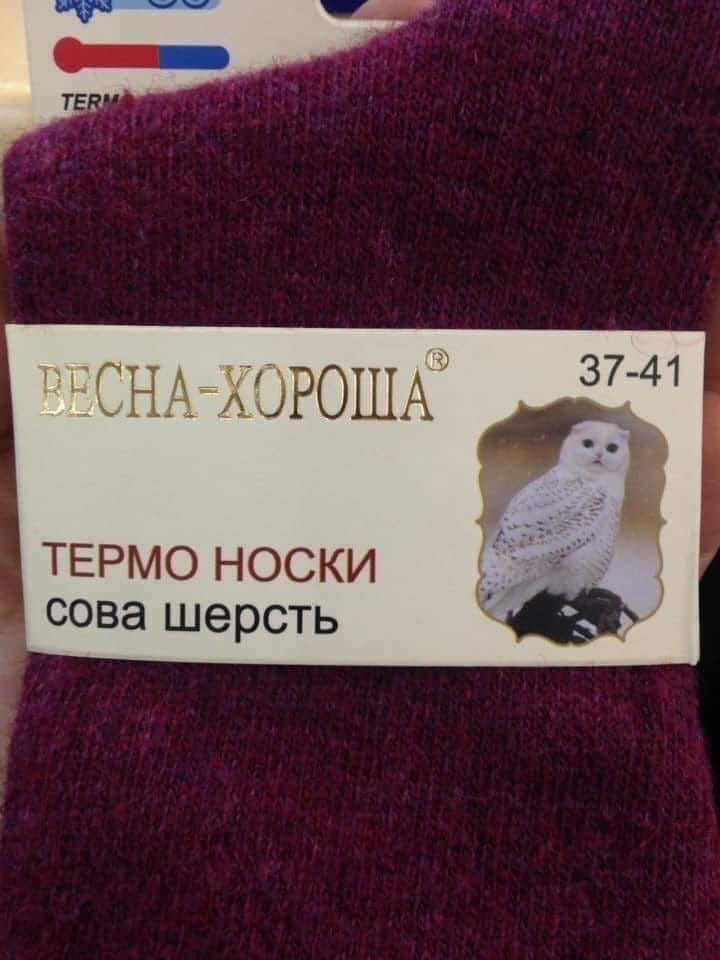 ВЕСНА-ХОРОША®
37-41
ТЕРМО НОСКИ
сова шерсть